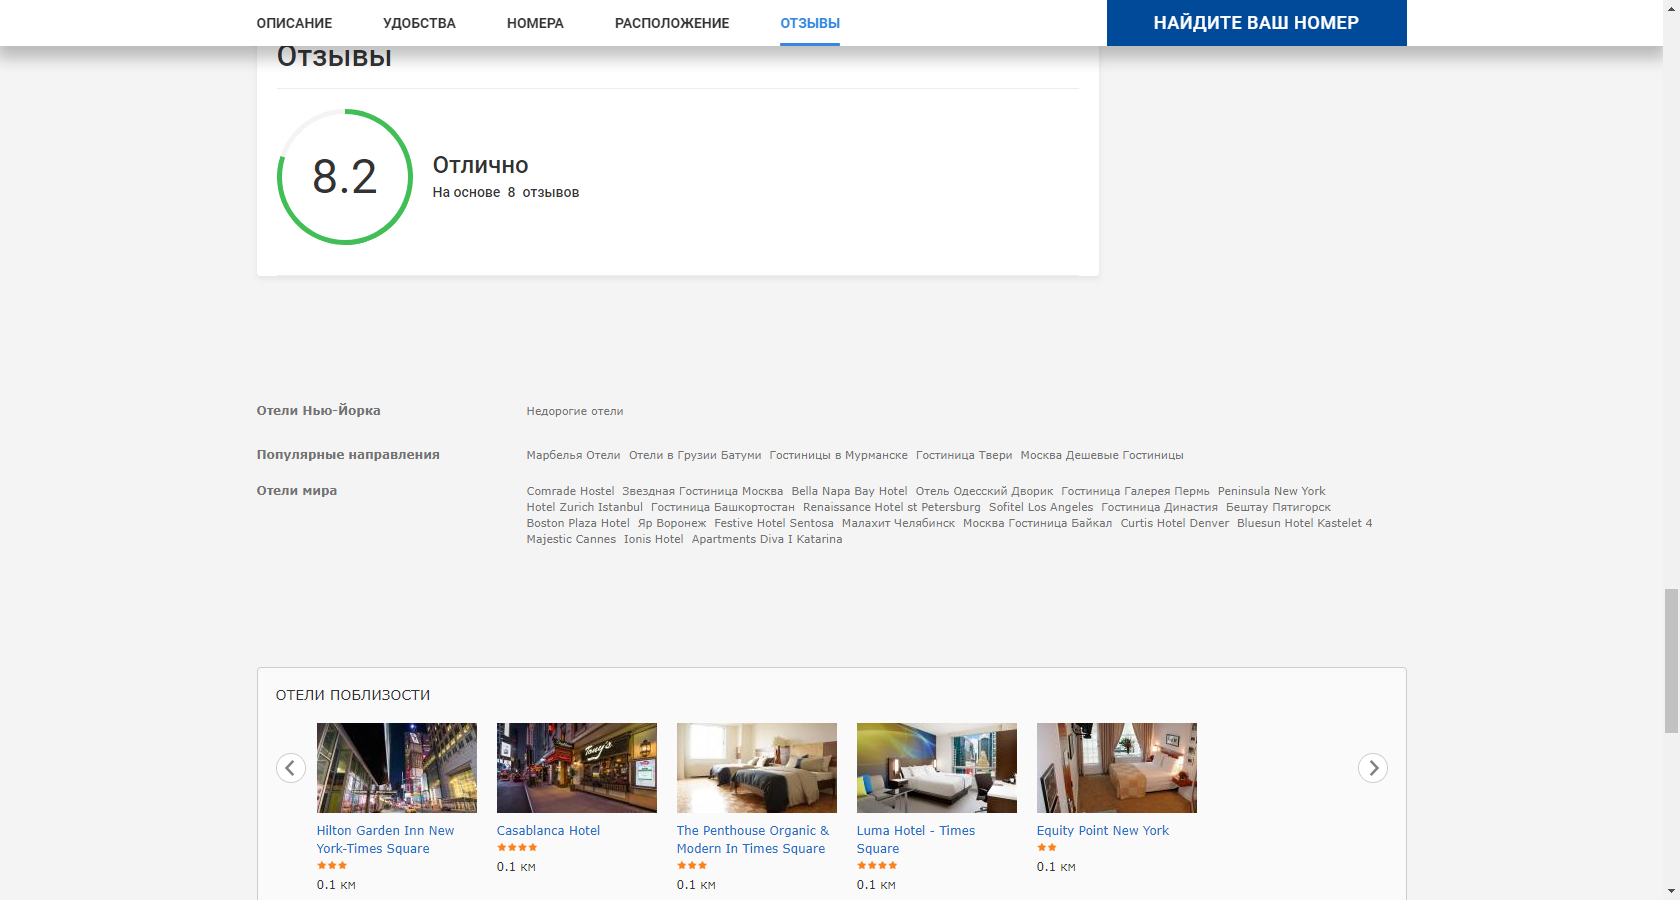 ОПИСАНИЕ УДОБСТВА НОМЕРА РАСПОЛОЖЕНИЕ ОТЗЫВЫ НАЙДИТЕ ВАШ НОМЕР
Отзывы
8.2
Отлично
На основе 8 отзывов
Отели Нью-Йорка
Недорогие отели
Популярные направления
Марбелья Отели Отели в Грузии Батуми Гостиницы в Мурманске Гостиница Твери Москва Дешевые Гостиницы
Отели мира
Comrade Hostel Звездная Гостиница Москва Bella Napa Bay Hotel Отель Одесский Дворик Гостиница Галерея Пермь Peninsula New York
Hotel Zurich Istanbul Гостиница Башкортостан Renaissance Hotel st Petersburg Sofitel Los Angeles Гостиница Династия Бештау Пятигорск
Boston Plaza Hotel Яр Воронеж Festive Hotel Sentosa Малахит Челябинск Москва Гостиница Байкал Curtis Hotel Denver Bluesun Hotel Kastelet 4
Majestic Cannes Ionis Hotel Apartments Diva I Katarina
ОТЕЛИ ПОБЛИЗОСТИ
Tony's
Hilton Garden Inn New
York-Times Square
0.1 км
Casablanca Hotel
0.1 км
The Penthouse Organic &
Modern In Times Square
0.1 км
Luma Hotel - Times
Square
0.1 км
Equity Point New York
0.1 км